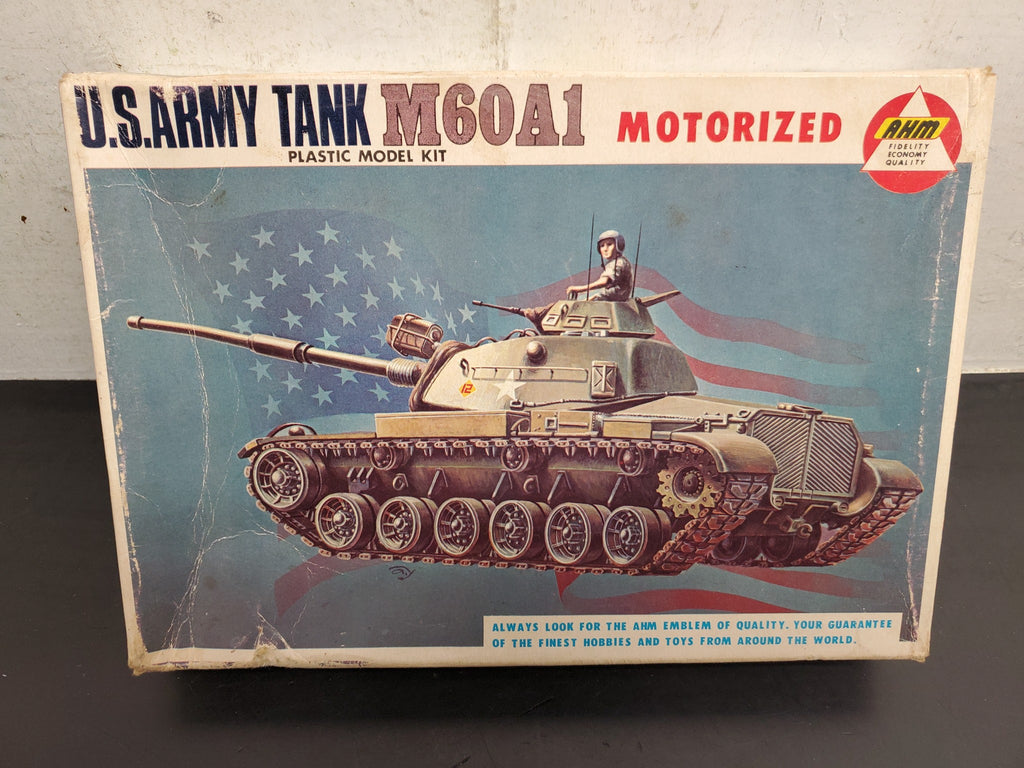 U.S.ARMY TANK M60A1 MOTORIZED
PLASTIC MODEL KIT
AHM
FIDELITY
ECONOMY
QUALITY
12
ALWAYS LOOK FOR THE AHM EMBLEM OF QUALITY. YOUR GUARANTEE
OF THE FINEST HOBBIES AND TOYS FROM AROUND THE WORLD.